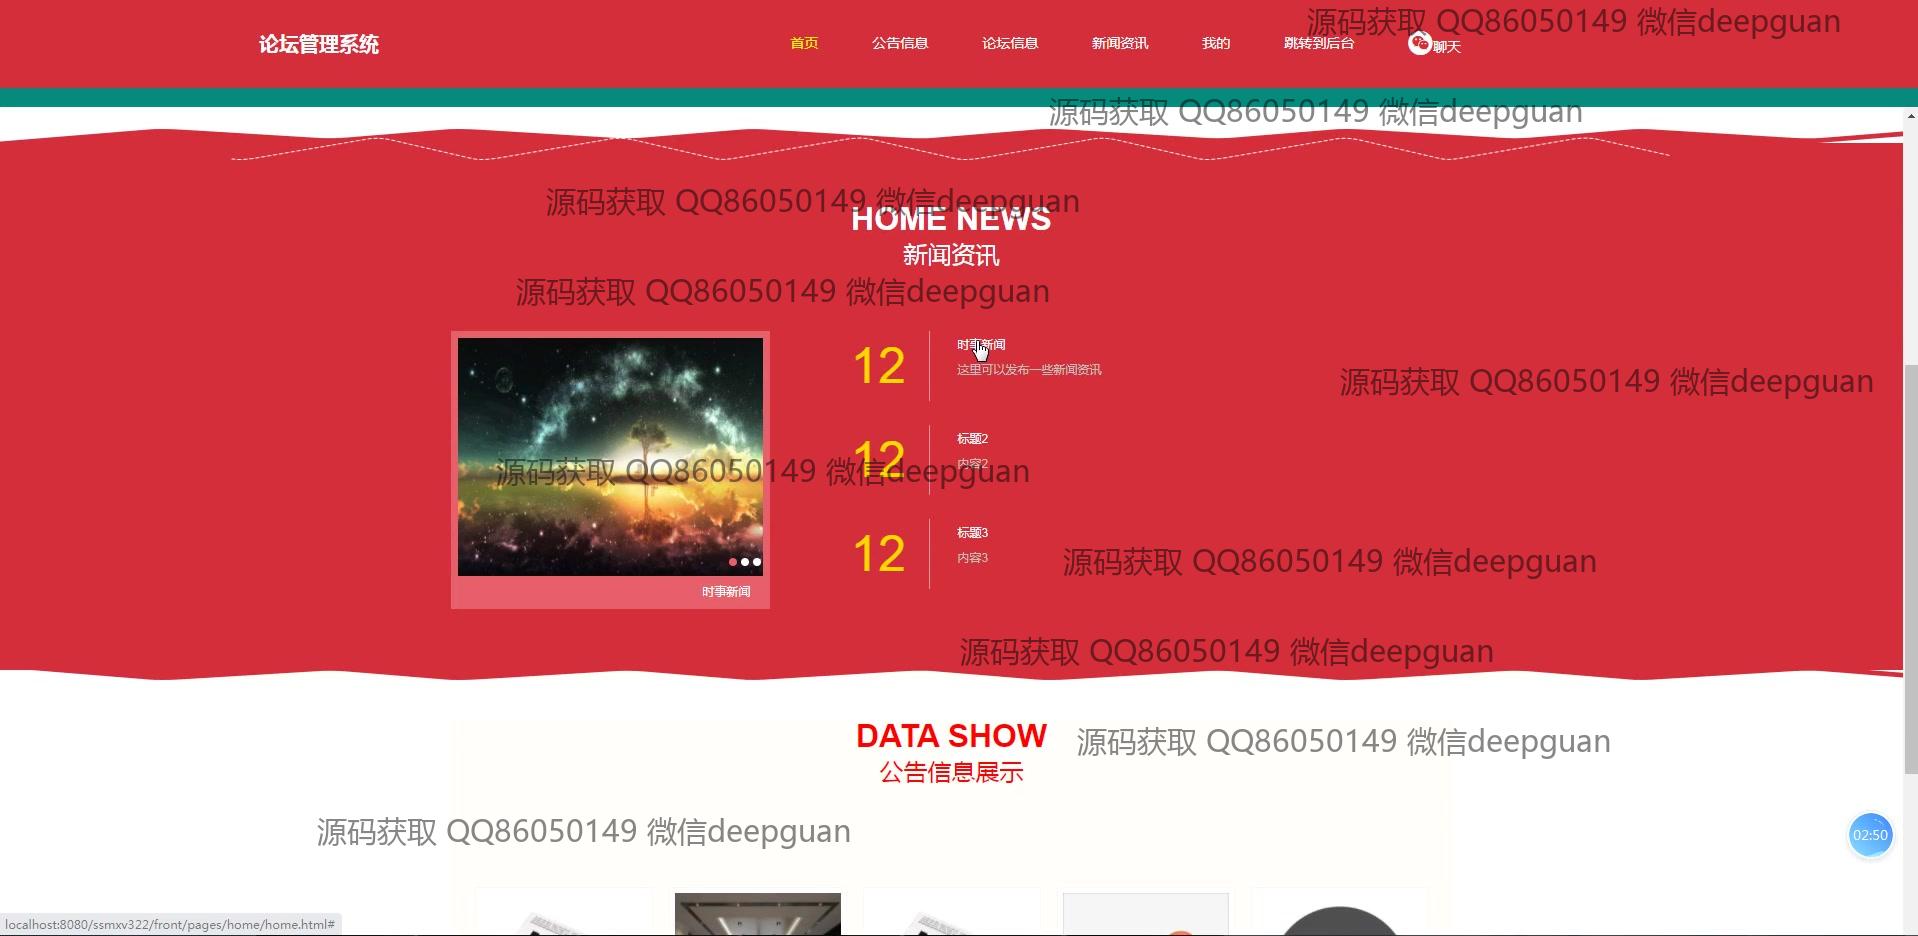 论坛管理系统
首页 公告信息 论坛信息 新闻资讯 我的 跳转到后台 聊天
源码获取 QQ86050149 微信deepguan
源码获取 QQ86050149 微信deepguan
源码获取 QQ86050149 微信deepguan
HOME NEWS
新闻资讯
源码获取 QQ86050149 微信deepguan
12
时事新闻
这里可以发布一些新闻资讯
源码获取 QQ86050149 微信deepguan
12
标题2
内容2
源码获取 QQ86050149 微信deepguan
12
标题3
内容3
源码获取 QQ86050149 微信deepguan
时事新闻
源码获取 QQ86050149 微信deepguan
DATA SHOW
公告信息展示
源码获取 QQ86050149 微信deepguan
源码获取 QQ86050149 微信deepguan
02:50
localhost:8080/ssmxv322/front/pages/home/home.html#